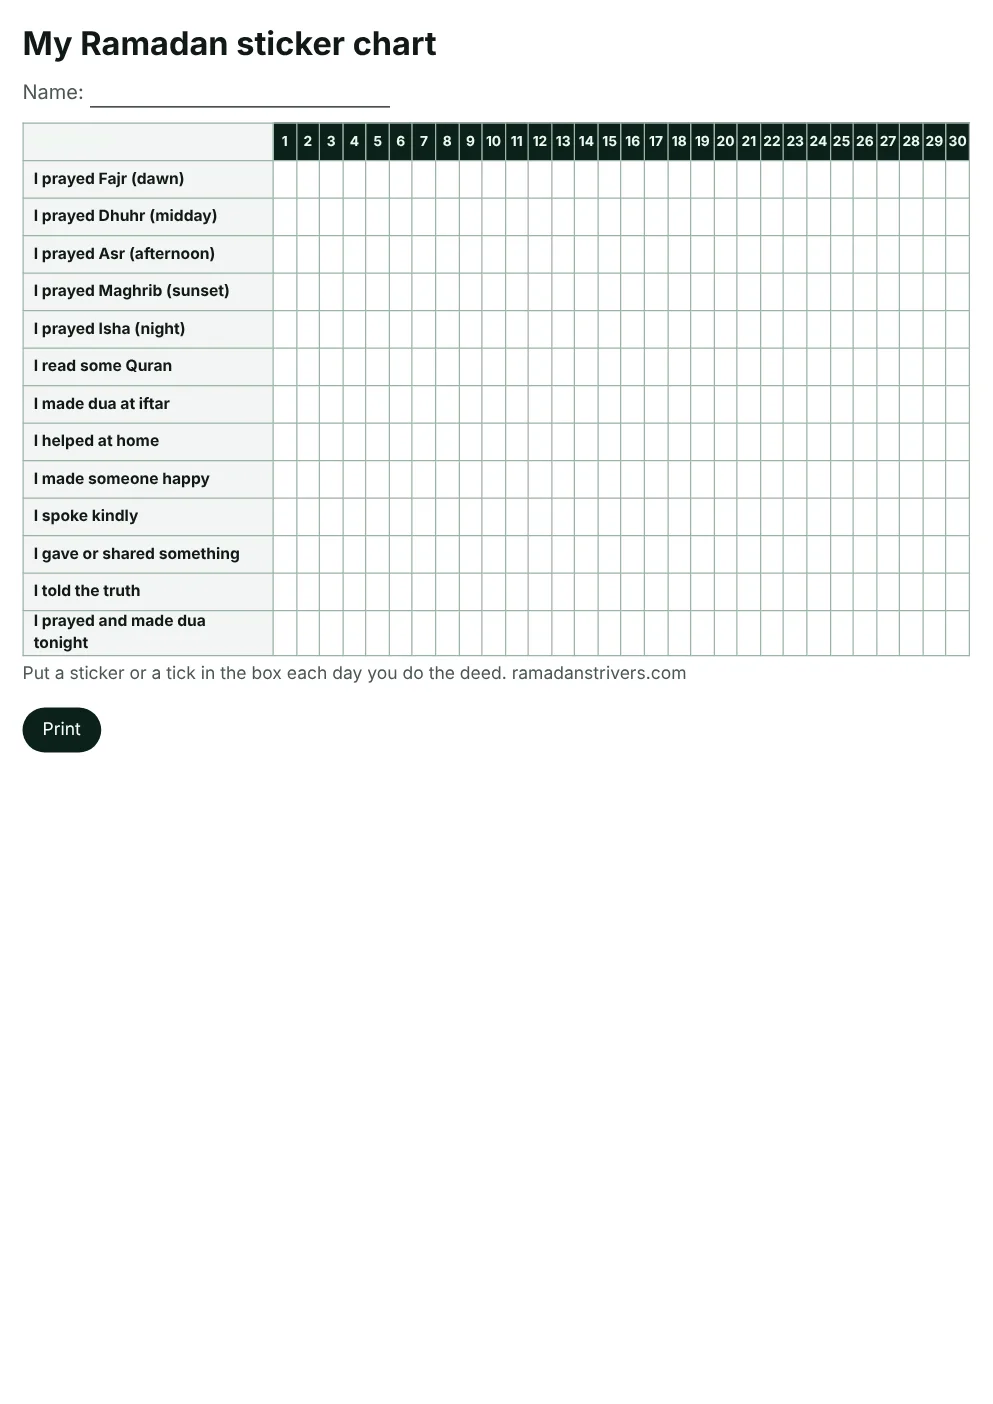 My Ramadan sticker chart
Name:
1 2 3 4 5 6 7 8 9 10 11 12 13 14 15 16 17 18 19 20 21 22 23 24 25 26 27 28 29 30
I prayed Fajr (dawn)
I prayed Dhuhr (midday)
I prayed Asr (afternoon)
I prayed Maghrib (sunset)
I prayed Isha (night)
I read some Quran
I made dua at iftar
I helped at home
I made someone happy
I spoke kindly
I gave or shared something
I told the truth
I prayed and made dua
tonight
Put a sticker or a tick in the box each day you do the deed. ramadanstrivers.com
Print